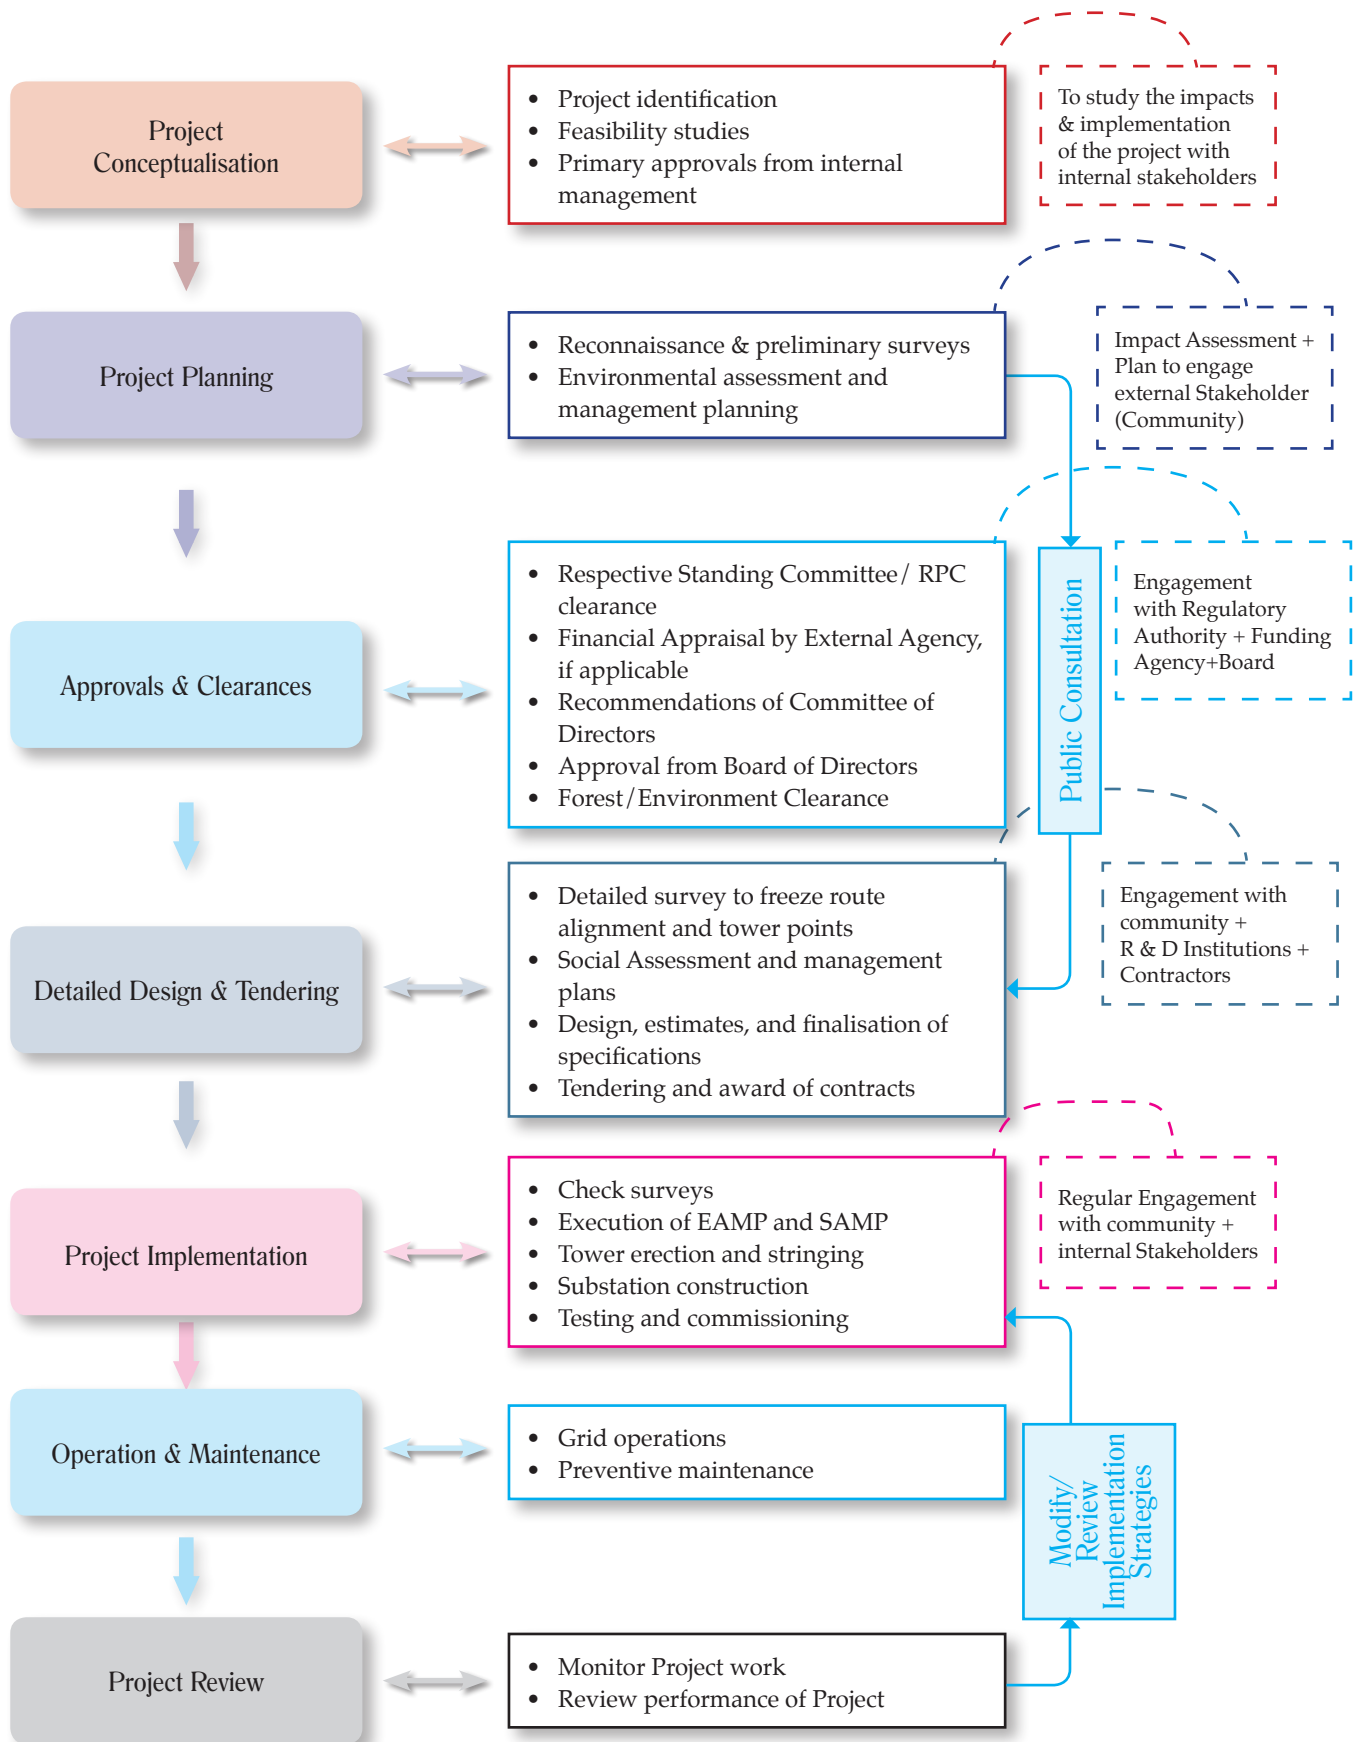 Project
Conceptualisation
• Project identification
• Feasibility studies
• Primary approvals from internal
management
To study the impacts
& implementation
of the project with
internal stakeholders
Project Planning
• Reconnaissance & preliminary surveys
• Environmental assessment and
management planning
Impact Assessment +
Plan to engage
external Stakeholder
(Community)
Approvals & Clearances
• Respective Standing Committee/ RPC
clearance
• Financial Appraisal by External Agency,
if applicable
• Recommendations of Committee of
Directors
• Approval from Board of Directors
• Forest/Environment Clearance
Public Consultation
Engagement
with Regulatory
Authority + Funding
Agency+Board
Detailed Design & Tendering
• Detailed survey to freeze route
alignment and tower points
• Social Assessment and management
plans
• Design, estimates, and finalisation of
specifications
• Tendering and award of contracts
Engagement with
community +
R & D Institutions +
Contractors
Project Implementation
• Check surveys
• Execution of EAMP and SAMP
• Tower erection and stringing
• Substation construction
• Testing and commissioning
Regular Engagement
with community +
internal Stakeholders
Operation & Maintenance
• Grid operations
• Preventive maintenance
Modify/
Review
Implementation
Strategies
Project Review
• Monitor Project work
• Review performance of Project